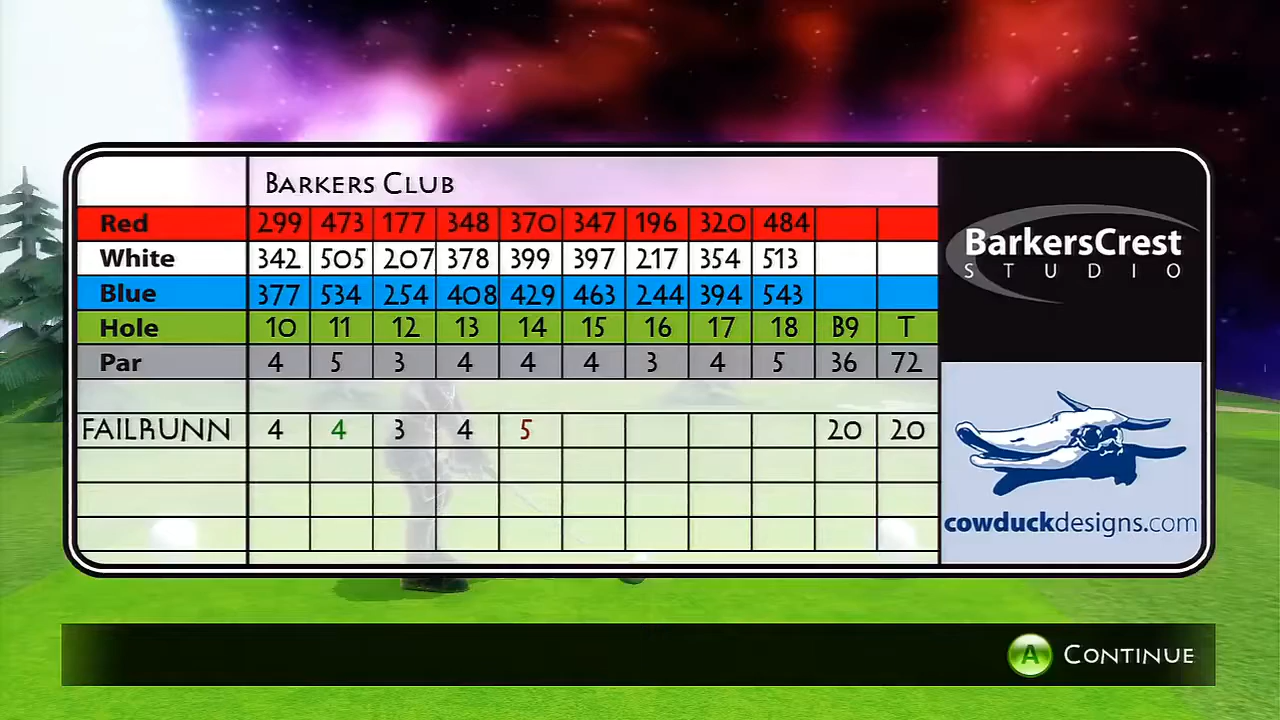 BARKERS CLUB
Red 299 473 177 348 370 347 196 320 484
White 342 505 207 378 399 397 217 354 513
Blue 377 534 254 408 429 463 244 394 543
Hole 10 11 12 13 14 15 16 17 18 B9 T
Par 4 5 3 4 4 4 3 4 5 36 72
FAILRUNN 4 4 3 4 5 20 20
BarkersCrest
STUDIO
cowduckdesigns.com
A CONTINUE